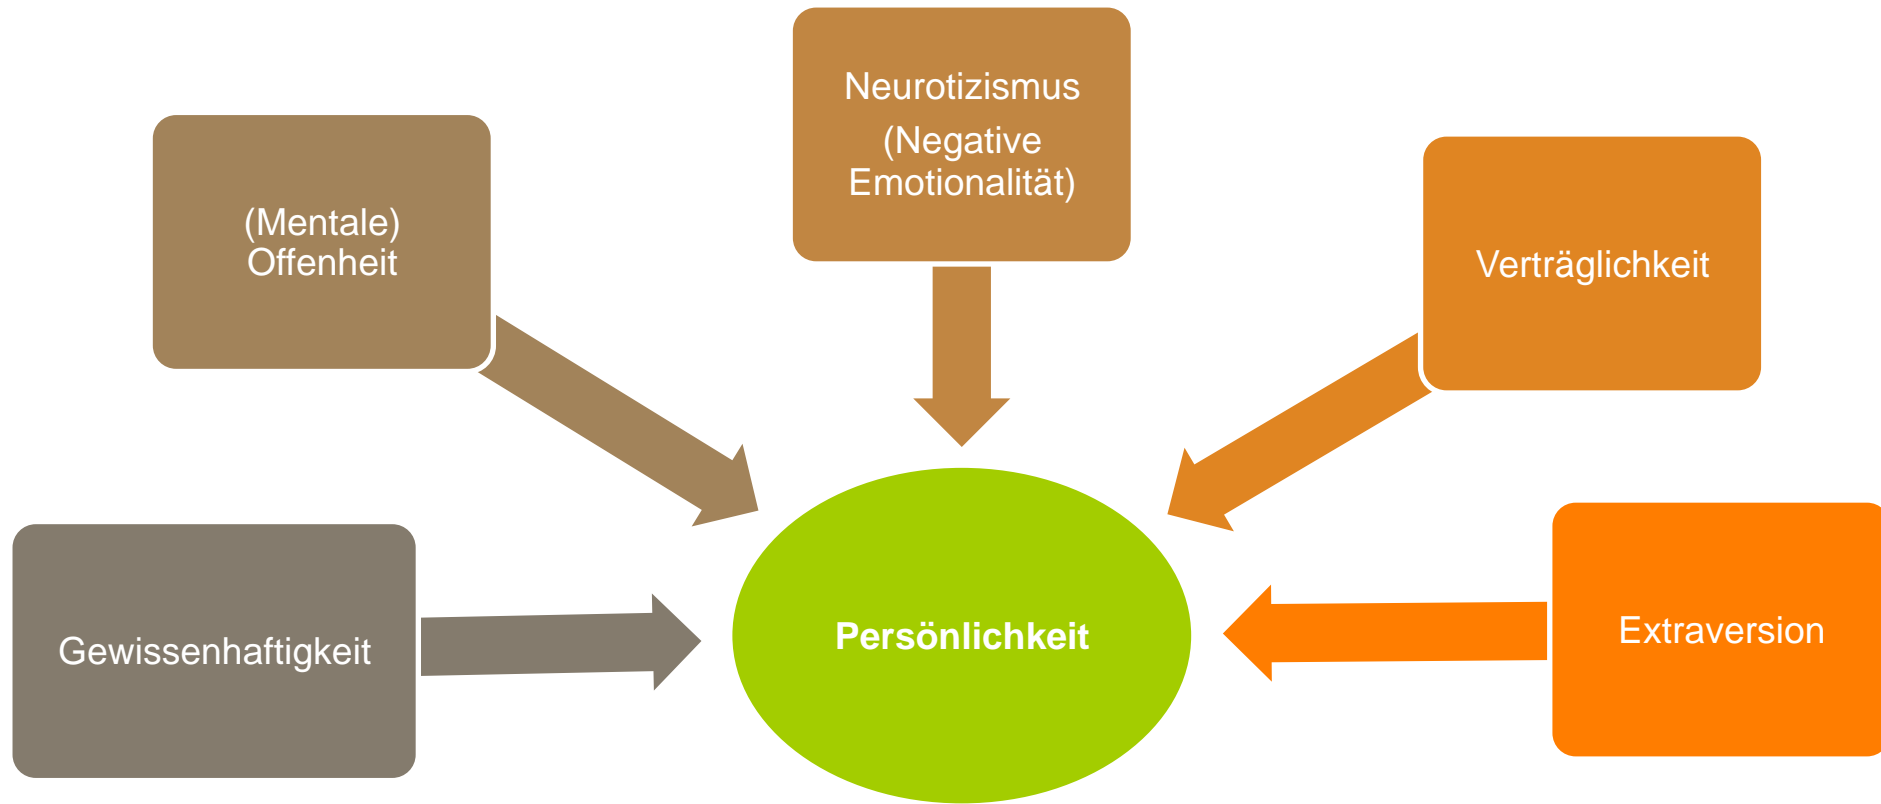 Neurotizismus
(Negative
Emotionalität)
(Mentale)
Offenheit
Verträglichkeit
Gewissenhaftigkeit
Persönlichkeit
Extraversion